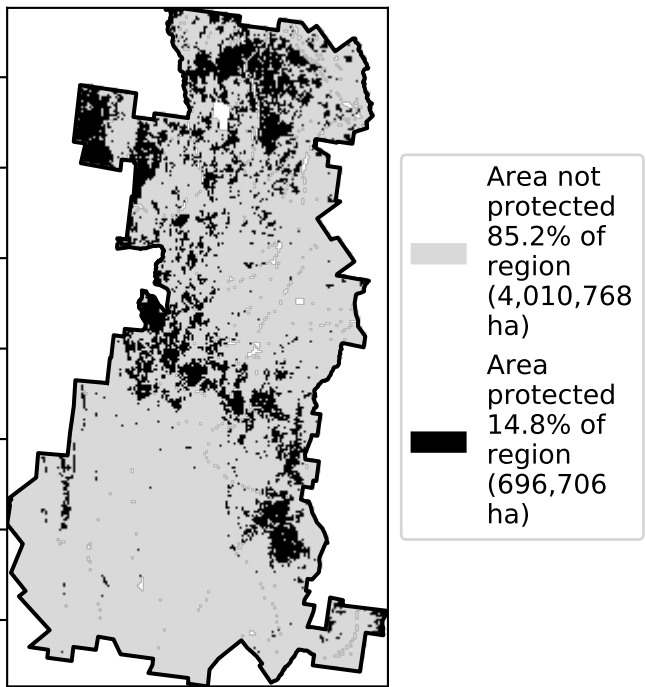 Area not
protected
85.2% of
region
(4,010,768
ha)
Area
protected
14.8% of
region
(696,706
ha)